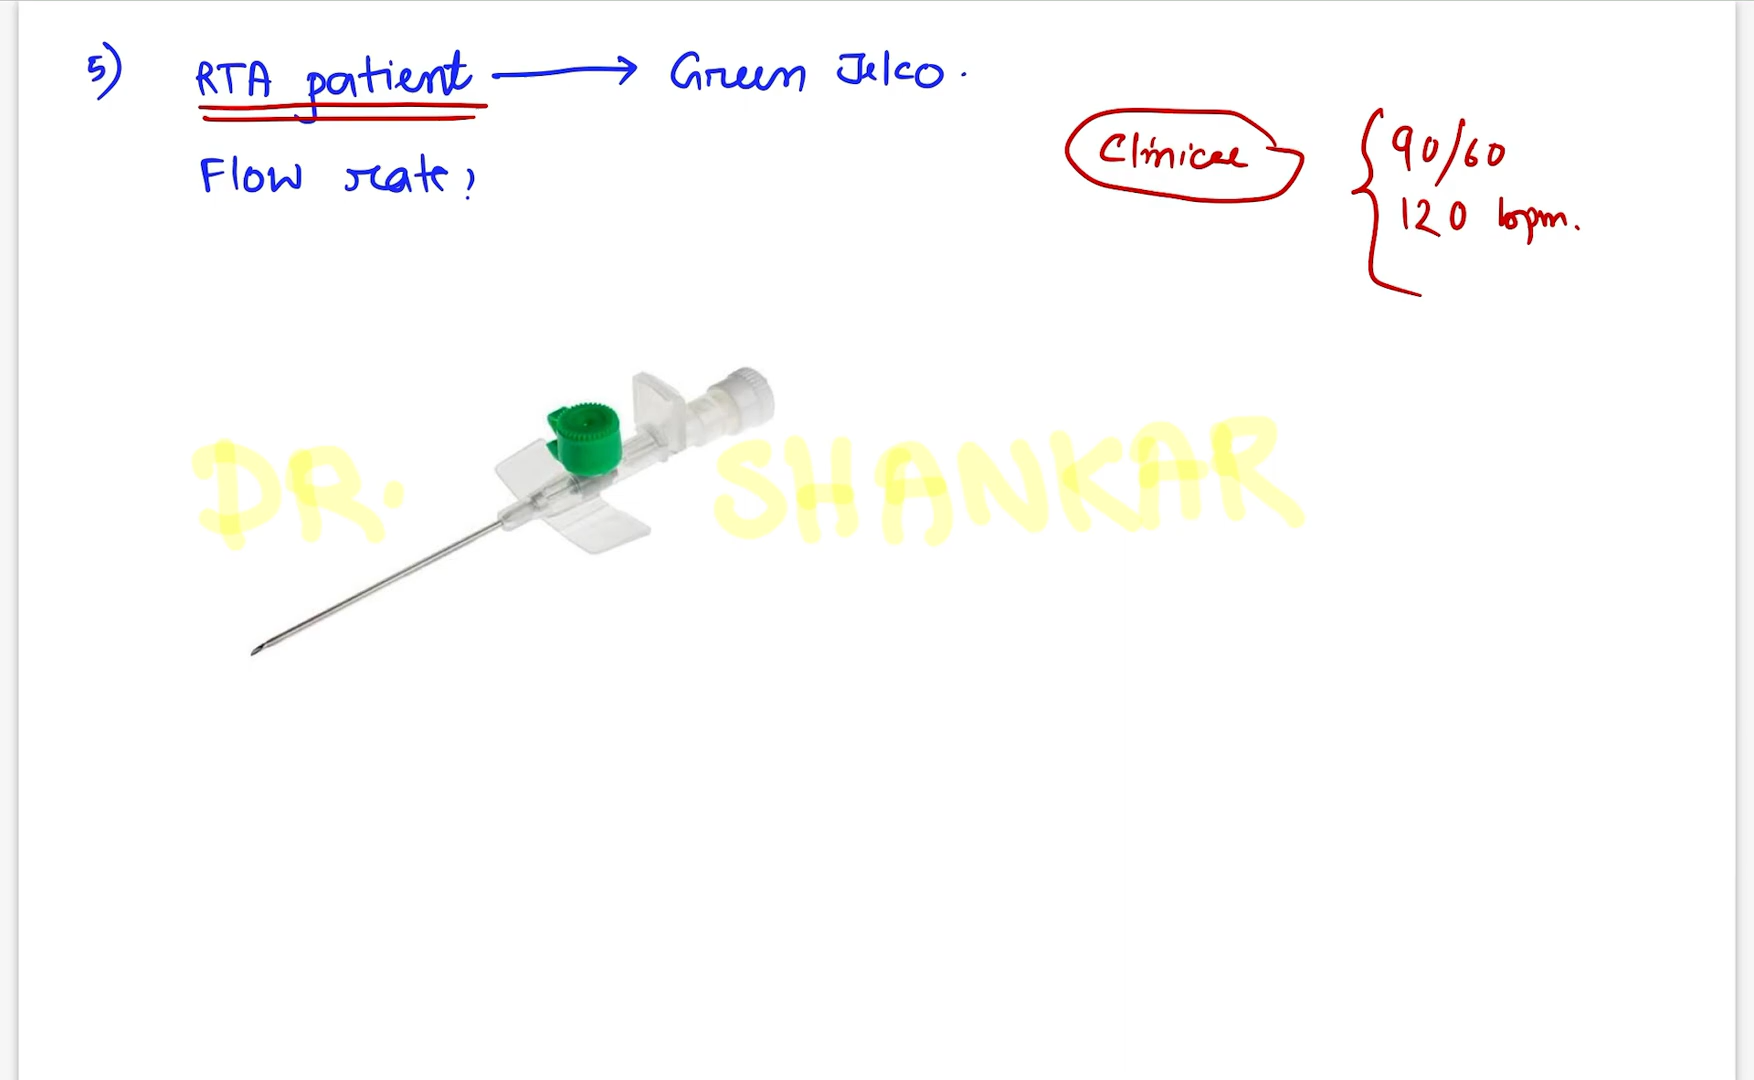 5) RTA patient → Green Jelco.
Flow rate?
Clinical { 90/60
120 bpm.
DR. SHANKAR